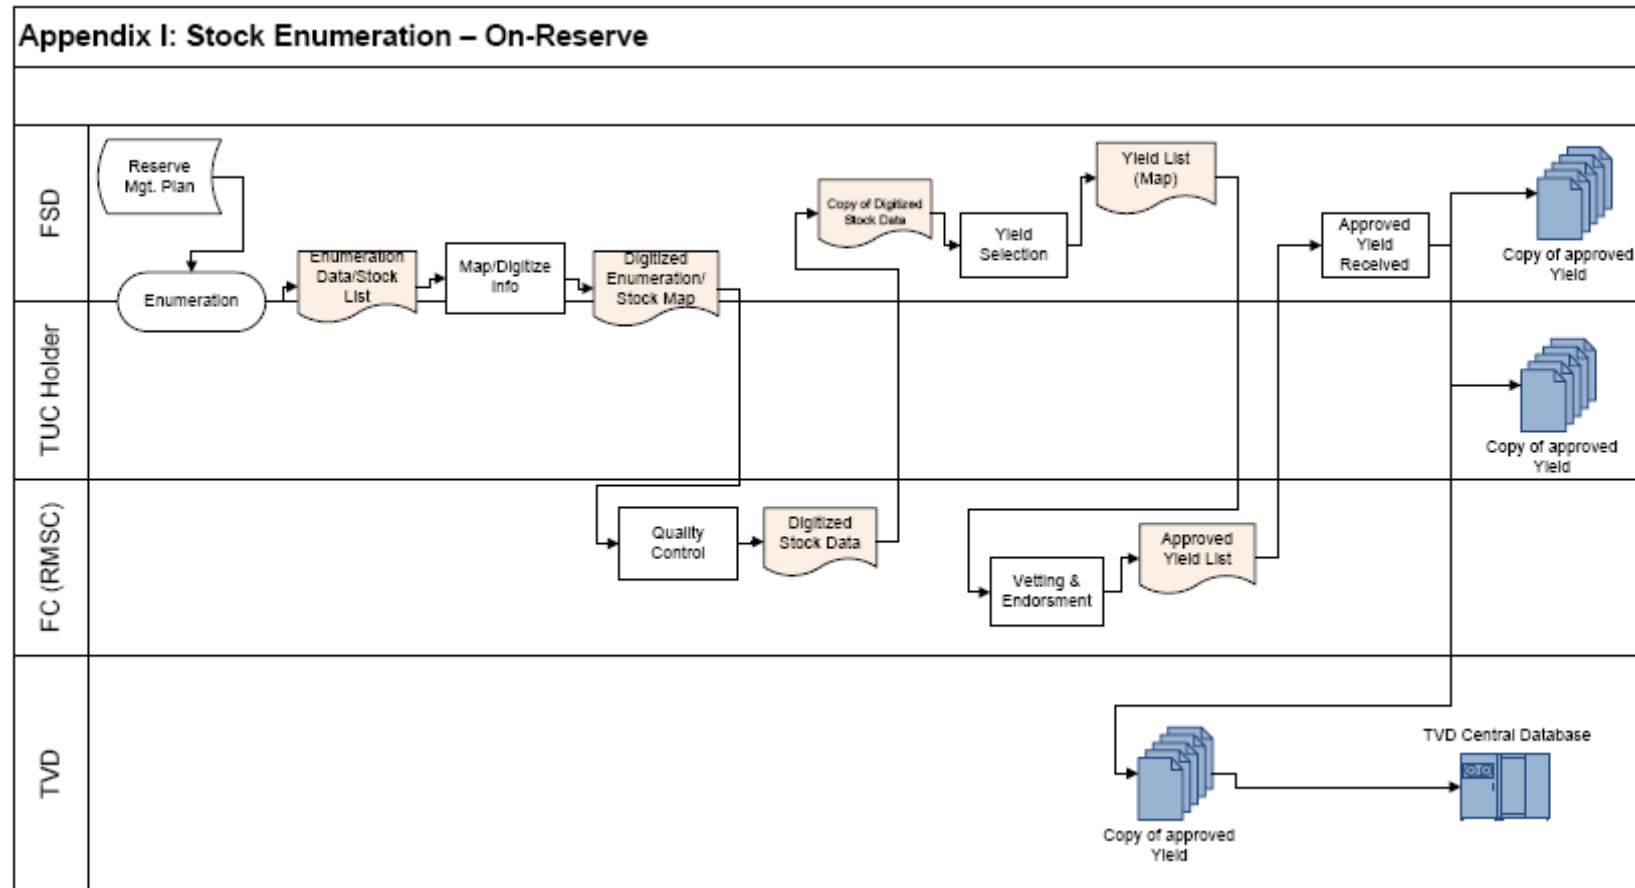 Appendix I: Stock Enumeration – On-Reserve
FSD
Reserve
Mgt. Plan
Enumeration
Enumeration
Data/Stock
List
Map/Digitize
Info
Digitized
Enumeration/
Stock Map
Copy of Digitized
Stock Data
Yield
Selection
Yield List
(Map)
Approved
Yield
Received
Copy of approved
Yield
TUC Holder
Copy of approved
Yield
FC (RMSC)
Quality
Control
Digitized
Stock Data
Vetting &
Endorsment
Approved
Yield List
TVD
Copy of approved
Yield
TVD Central Database